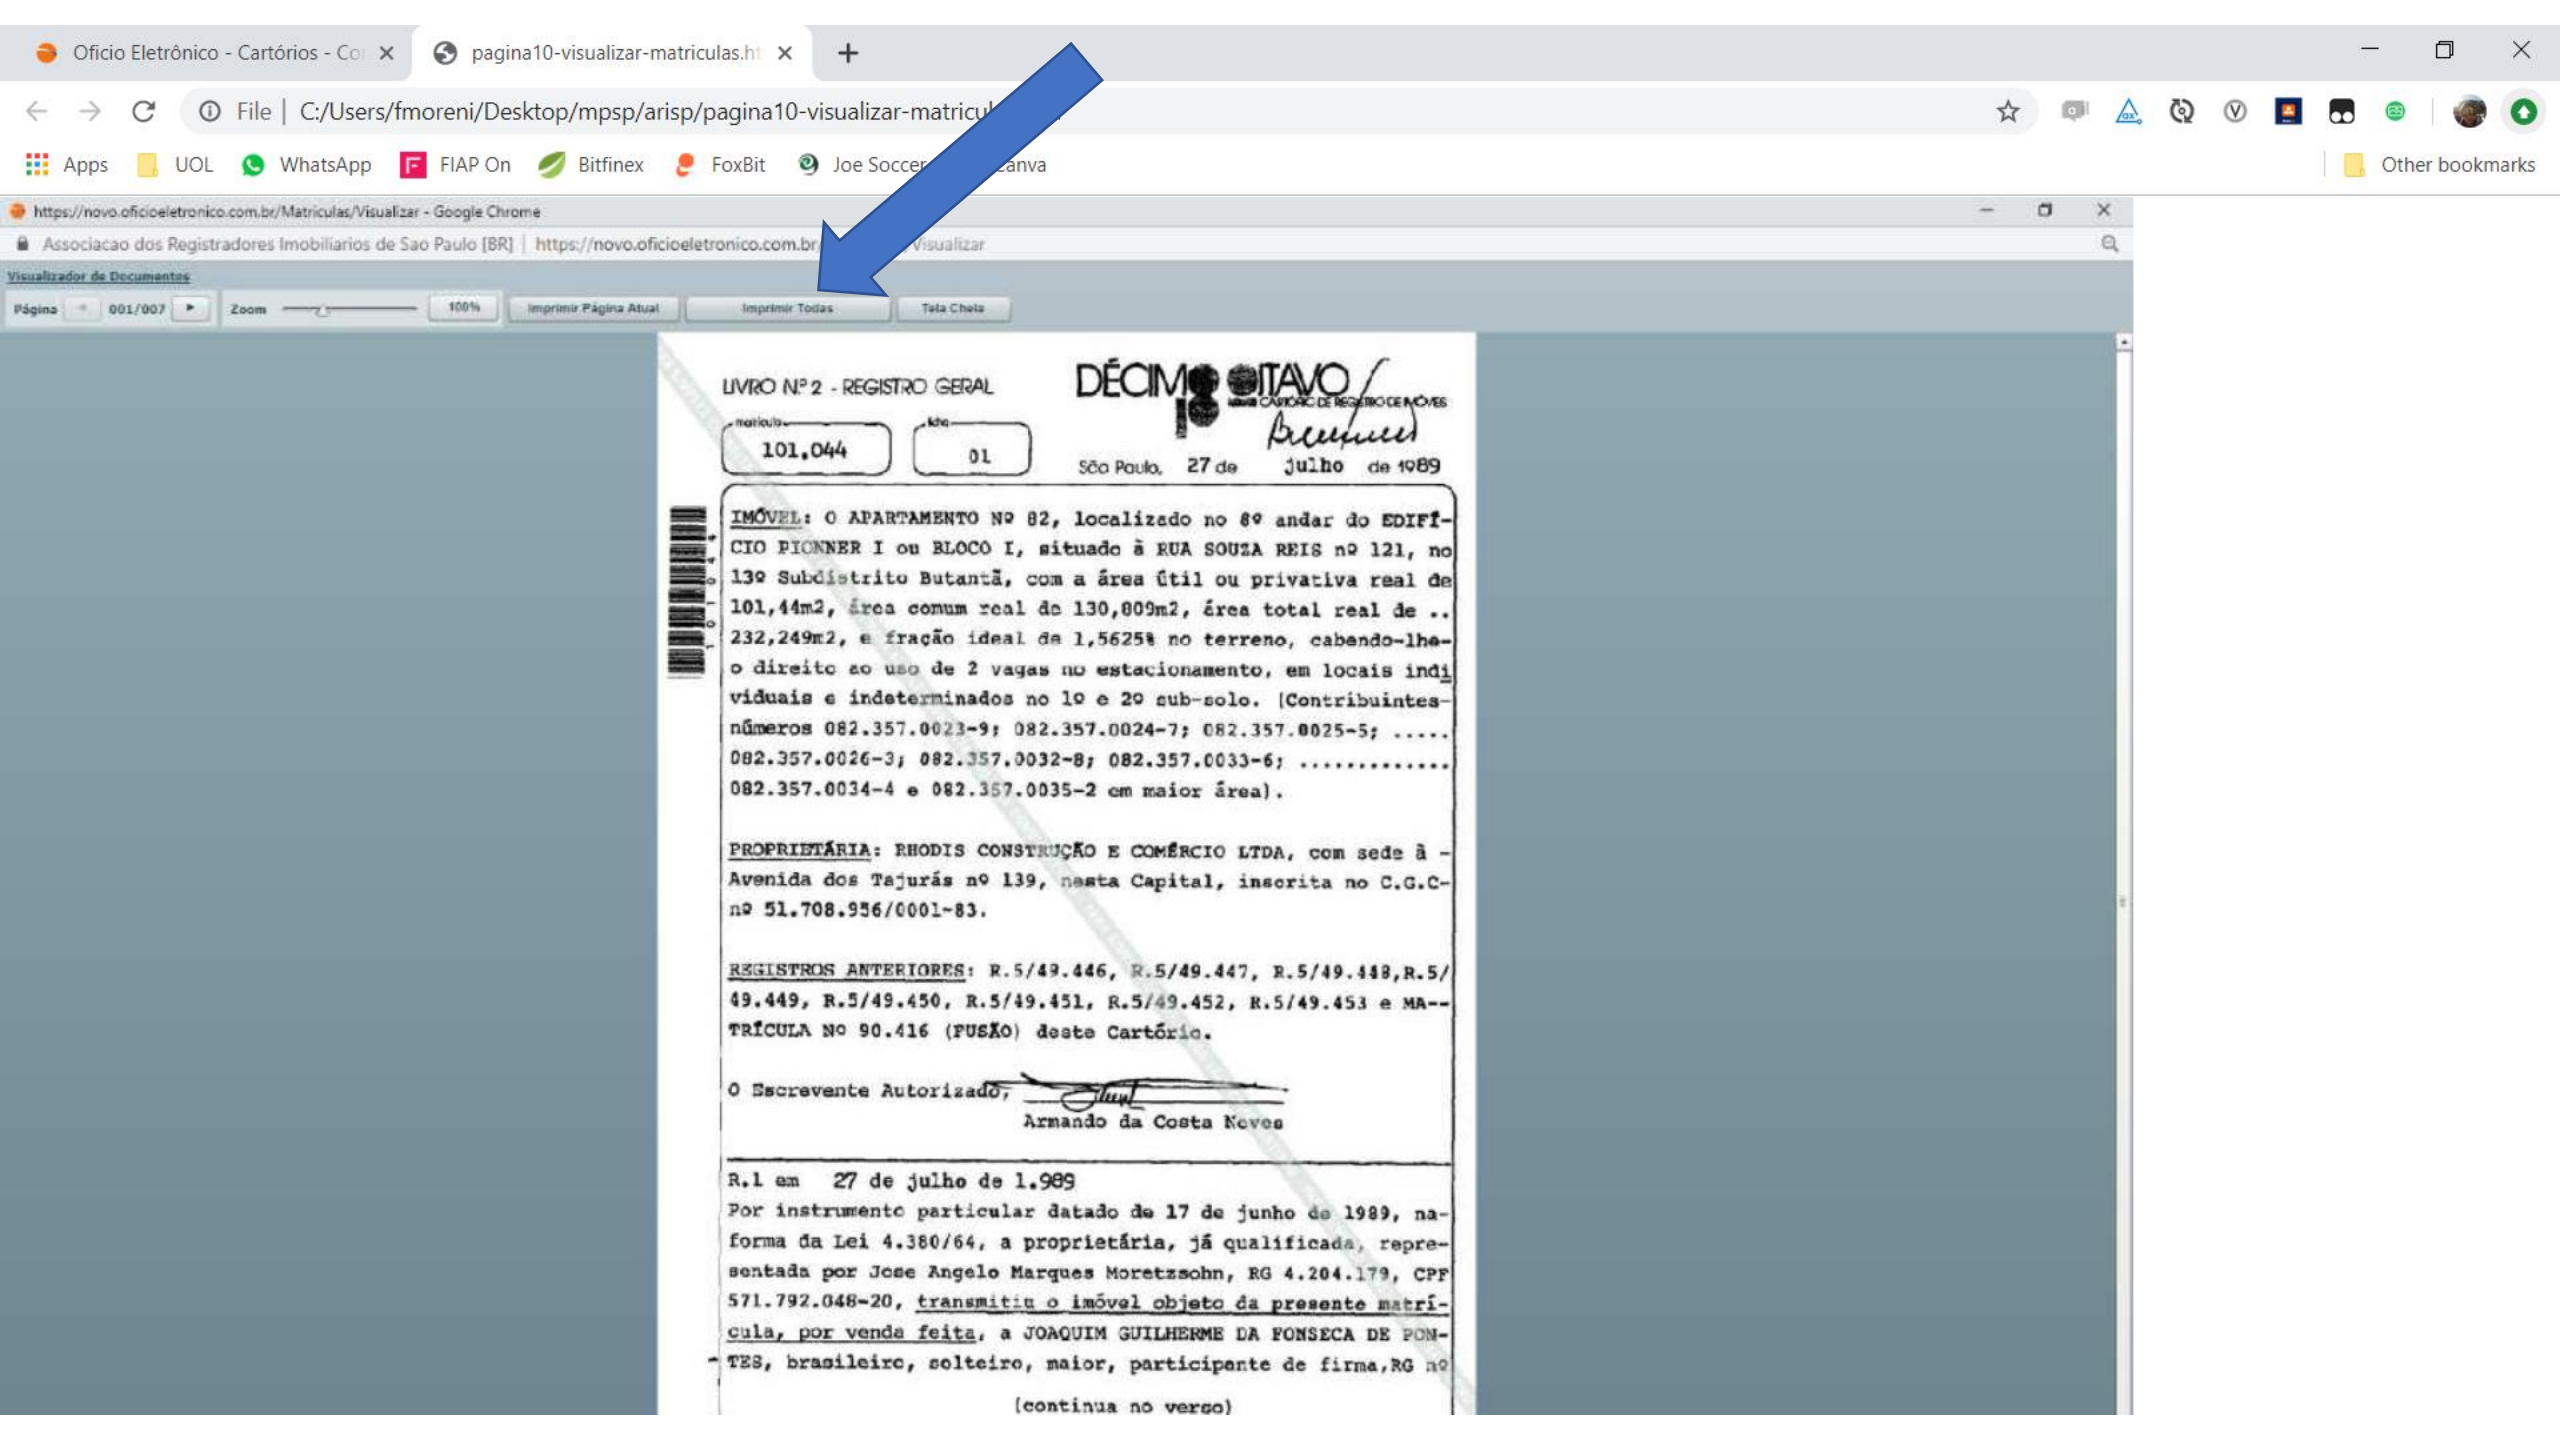 Oficio Eletrônico - Cartórios - Co
pagina10-visualizar-matriculas.ht
File | C:/Users/fmoreni/Desktop/mpsp/arisp/pagina10-visualizar-matricul
Apps UOL WhatsApp FIAP On Bitfinex FoxBit Joe Soccer Canva Other bookmarks
https://novo.oficioeletronico.com.br/Matriculas/Visualizar - Google Chrome
Associacao dos Registradores Imobiliarios de Sao Paulo [BR] | https://novo.oficioeletronico.com.br/ Visualizar
Visualizador de Documentos
Página 001/007 Zoom 100% Imprimir Página Atual Imprimir Todas Tela Cheia
LIVRO Nº 2 - REGISTRO GERAL
DÉCIMO OITAVO
18
CARTÓRIO DE REGISTRO DE IMÓVEIS
matrícula
101.044
ficha
01
São Paulo, 27 de julho de 1989
IMÓVEL: O APARTAMENTO Nº 82, localizado no 8º andar do EDIFÍ-
CIO PIONNER I ou BLOCO I, situado à RUA SOUZA REIS nº 121, no
13º Subdistrito Butantã, com a área útil ou privativa real de
101,44m2, área comum real de 130,809m2, área total real de ..
232,249m2, e fração ideal de 1,5625% no terreno, cabendo-lhe-
o direito ao uso de 2 vagas no estacionamento, em locais indi
viduais e indeterminados no 1º e 2º sub-solo. (Contribuintes-
números 082.357.0023-9; 082.357.0024-7; 082.357.0025-5; .....
082.357.0026-3; 082.357.0032-8; 082.357.0033-6; .............
082.357.0034-4 e 082.357.0035-2 em maior área).
PROPRIETÁRIA: RHODIS CONSTRUÇÃO E COMÉRCIO LTDA, com sede à -
Avenida dos Tajurás nº 139, nesta Capital, inscrita no C.G.C-
nº 51.708.956/0001-83.
REGISTROS ANTERIORES: R.5/49.446, R.5/49.447, R.5/49.448,R.5/
49.449, R.5/49.450, R.5/49.451, R.5/49.452, R.5/49.453 e MA--
TRÍCULA Nº 90.416 (FUSÃO) deste Cartório.
O Escrevente Autorizado,
Armando da Costa Neves
R.1 em 27 de julho de 1.989
Por instrumento particular datado de 17 de junho de 1989, na-
forma da Lei 4.380/64, a proprietária, já qualificada, repre-
sentada por Jose Angelo Marques Moretzsohn, RG 4.204.179, CPF
571.792.048-20, transmitiu o imóvel objeto da presente matrí-
cula, por venda feita, a JOAQUIM GUILHERME DA FONSECA DE PON-
TES, brasileiro, solteiro, maior, participante de firma,RG nº
(continua no verso)